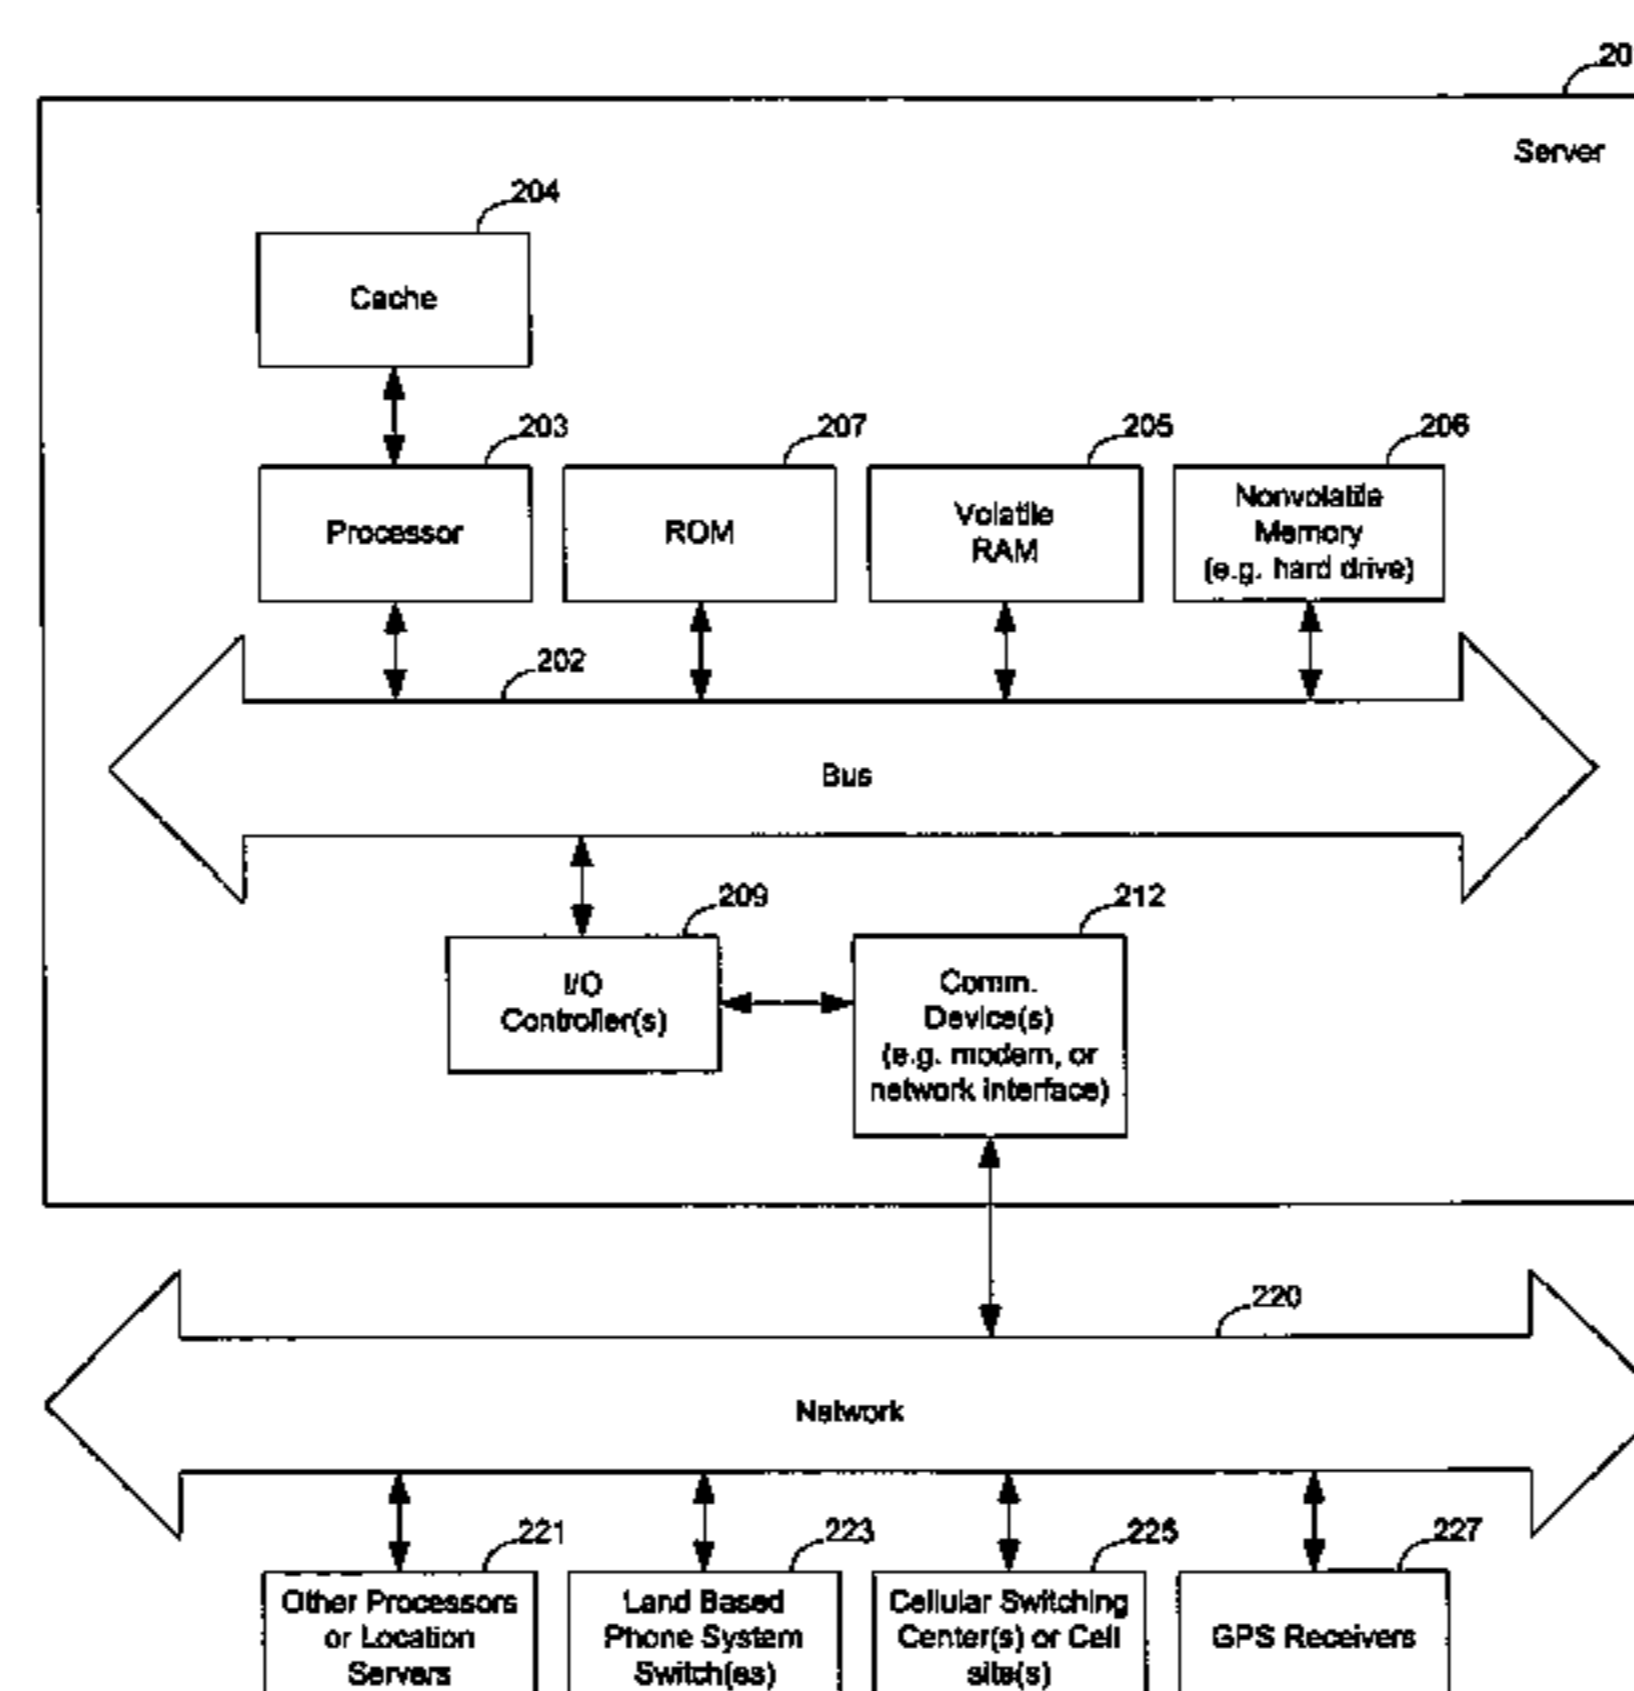 20
Server
204
Cache
203
207
205
206
Processor
ROM
Volatile
RAM
Nonvolatile
Memory
(e.g. hard drive)
202
Bus
209
212
I/O
Controller(s)
Comm.
Device(s)
(e.g. modem, or
network interface)
220
Network
221
223
225
227
Other Processors
or Location
Servers
Land Based
Phone System
Switch(es)
Cellular Switching
Center(s) or Cell
site(s)
GPS Receivers